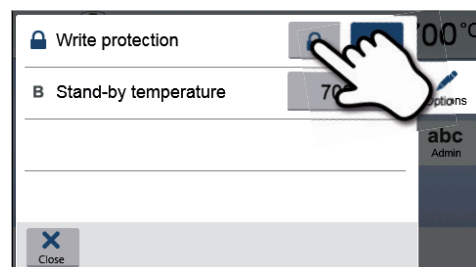 Write protection
00°C
B Stand-by temperature
70
Options
abc
Admin
Close